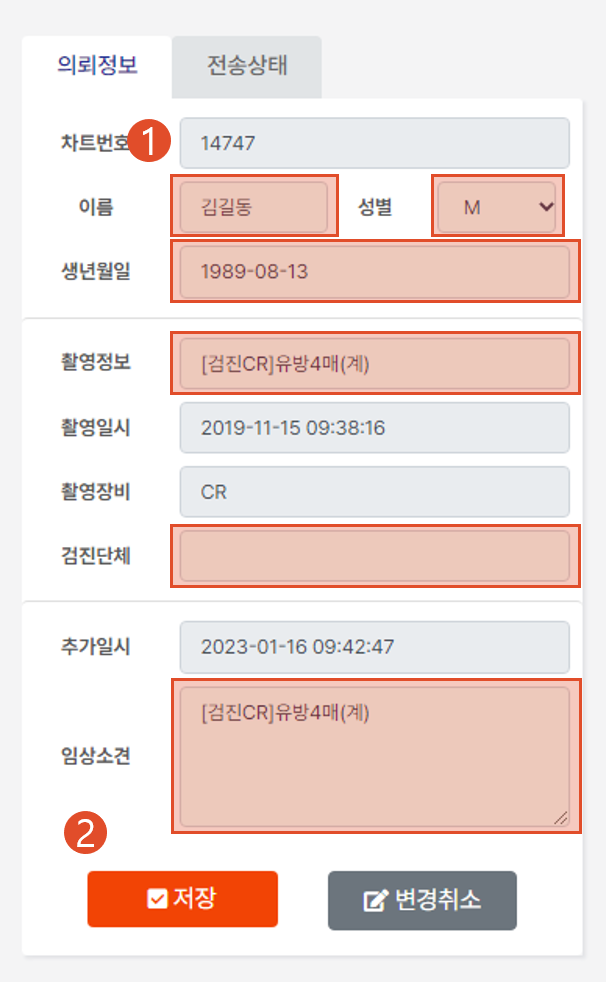 의뢰정보 전송상태
차트번호 1 14747
이름 김길동 성별 M
생년월일 1989-08-13
촬영정보 [검진CR]유방4매(계)
촬영일시 2019-11-15 09:38:16
촬영장비 CR
검진단체
추가일시 2023-01-16 09:42:47
임상소견 [검진CR]유방4매(계)
2
저장 변경취소